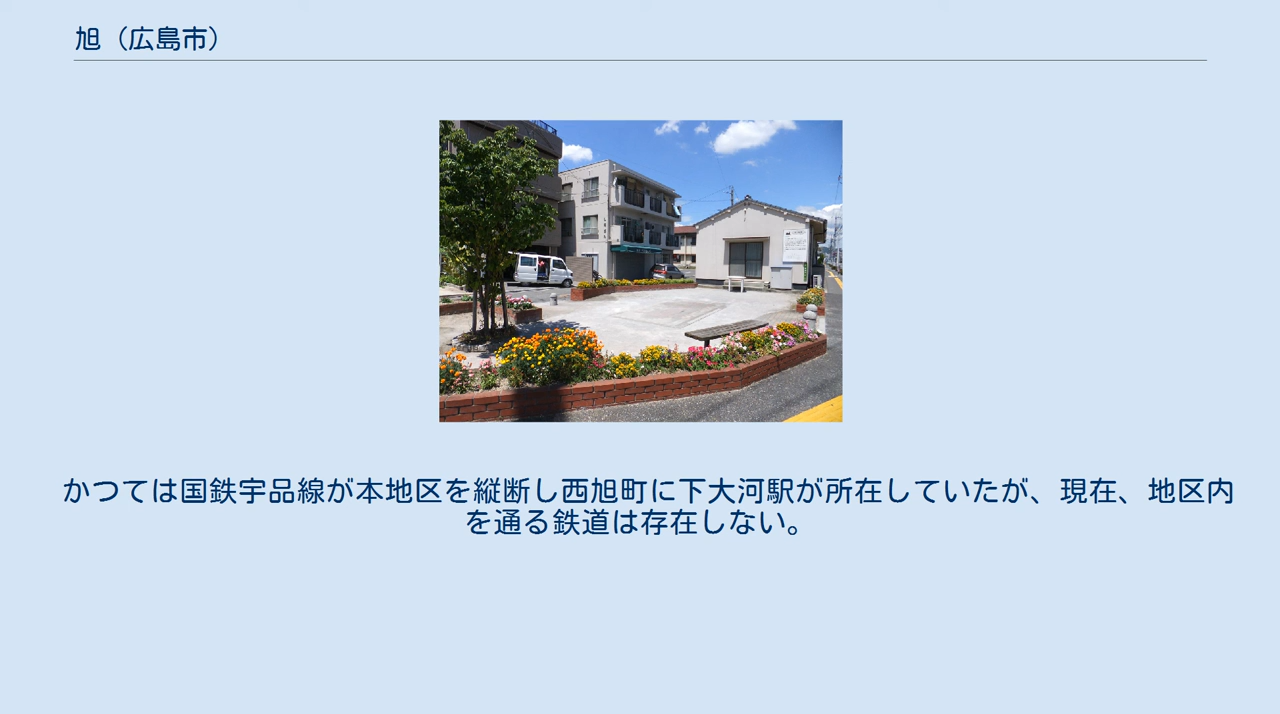 旭（広島市）
かつては国鉄宇品線が本地区を縦断し西旭町に下大河駅が所在していたが、現在、地区内
を通る鉄道は存在しない。